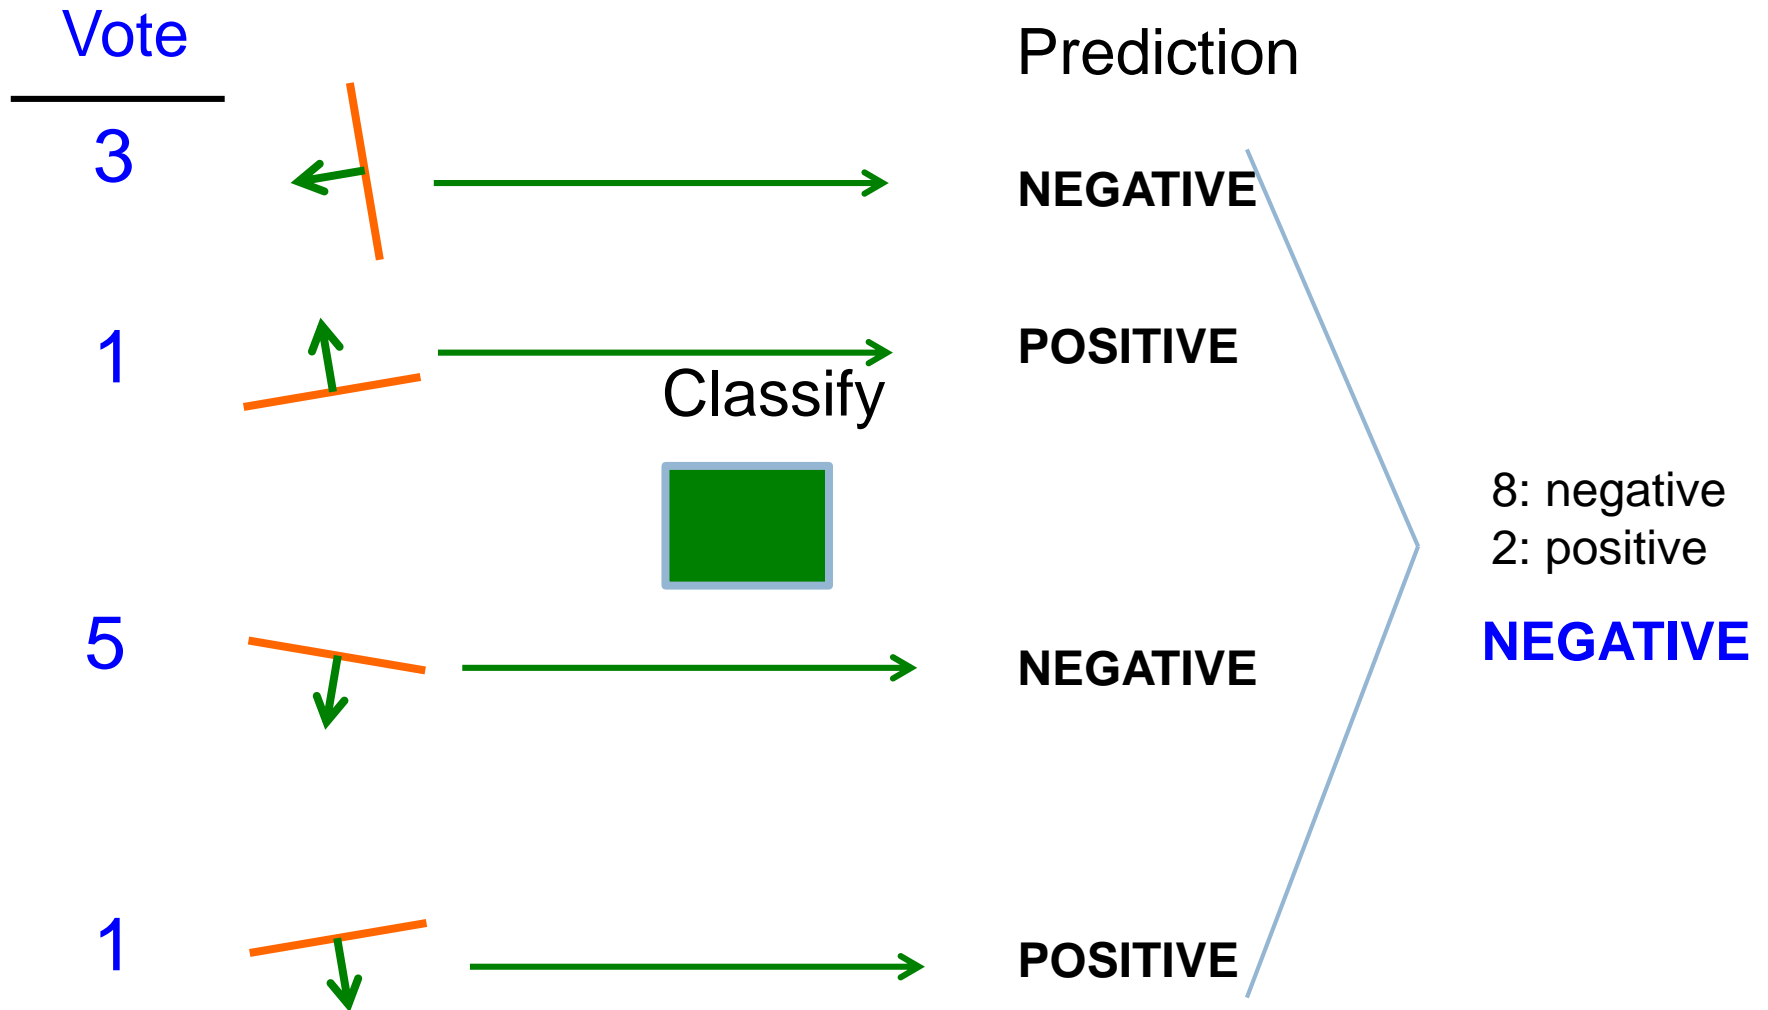 Vote
Prediction
3
NEGATIVE
1
POSITIVE
Classify
8: negative
2: positive
5
NEGATIVE
NEGATIVE
1
POSITIVE